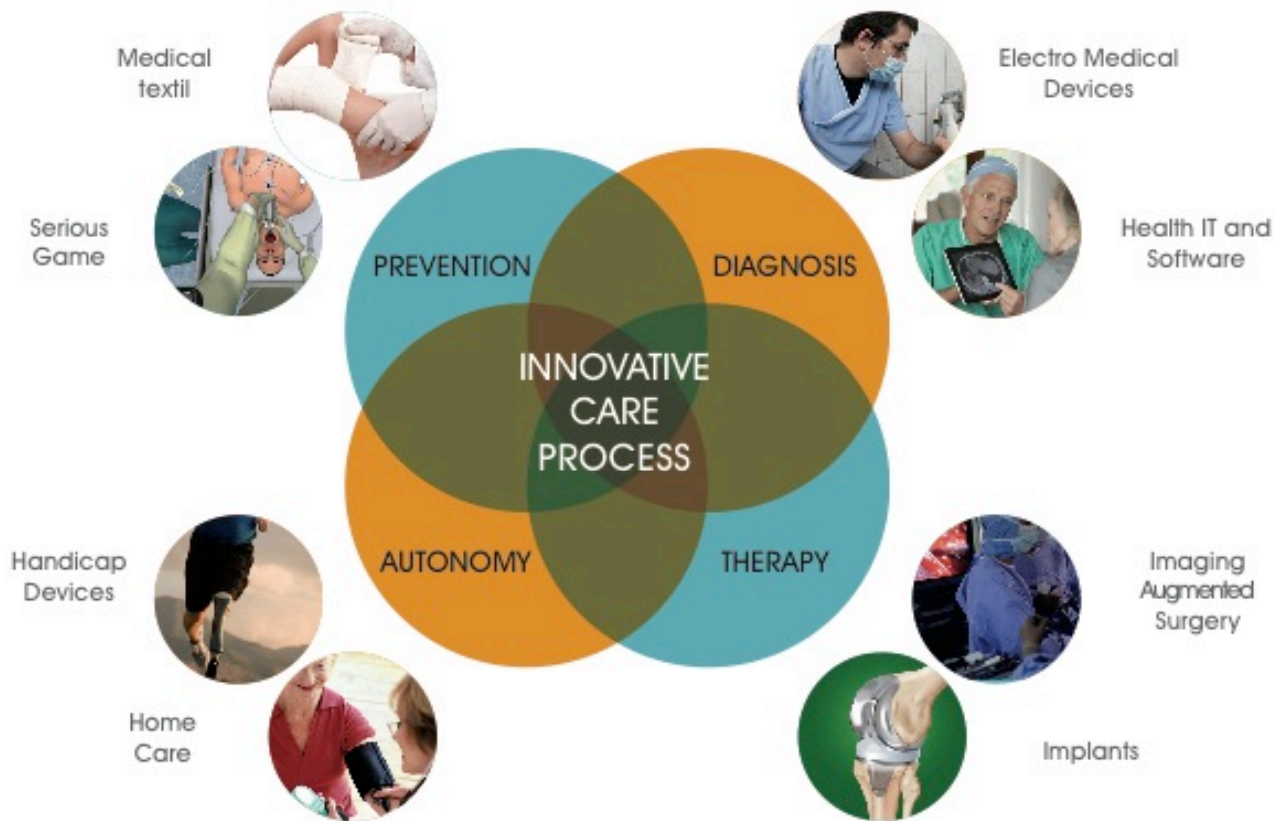 Medical
textil
Electro Medical
Devices
Serious
Game
Health IT and
Software
PREVENTION
DIAGNOSIS
INNOVATIVE
CARE
PROCESS
AUTONOMY
THERAPY
Handicap
Devices
Imaging
Augmented
Surgery
Home
Care
Implants